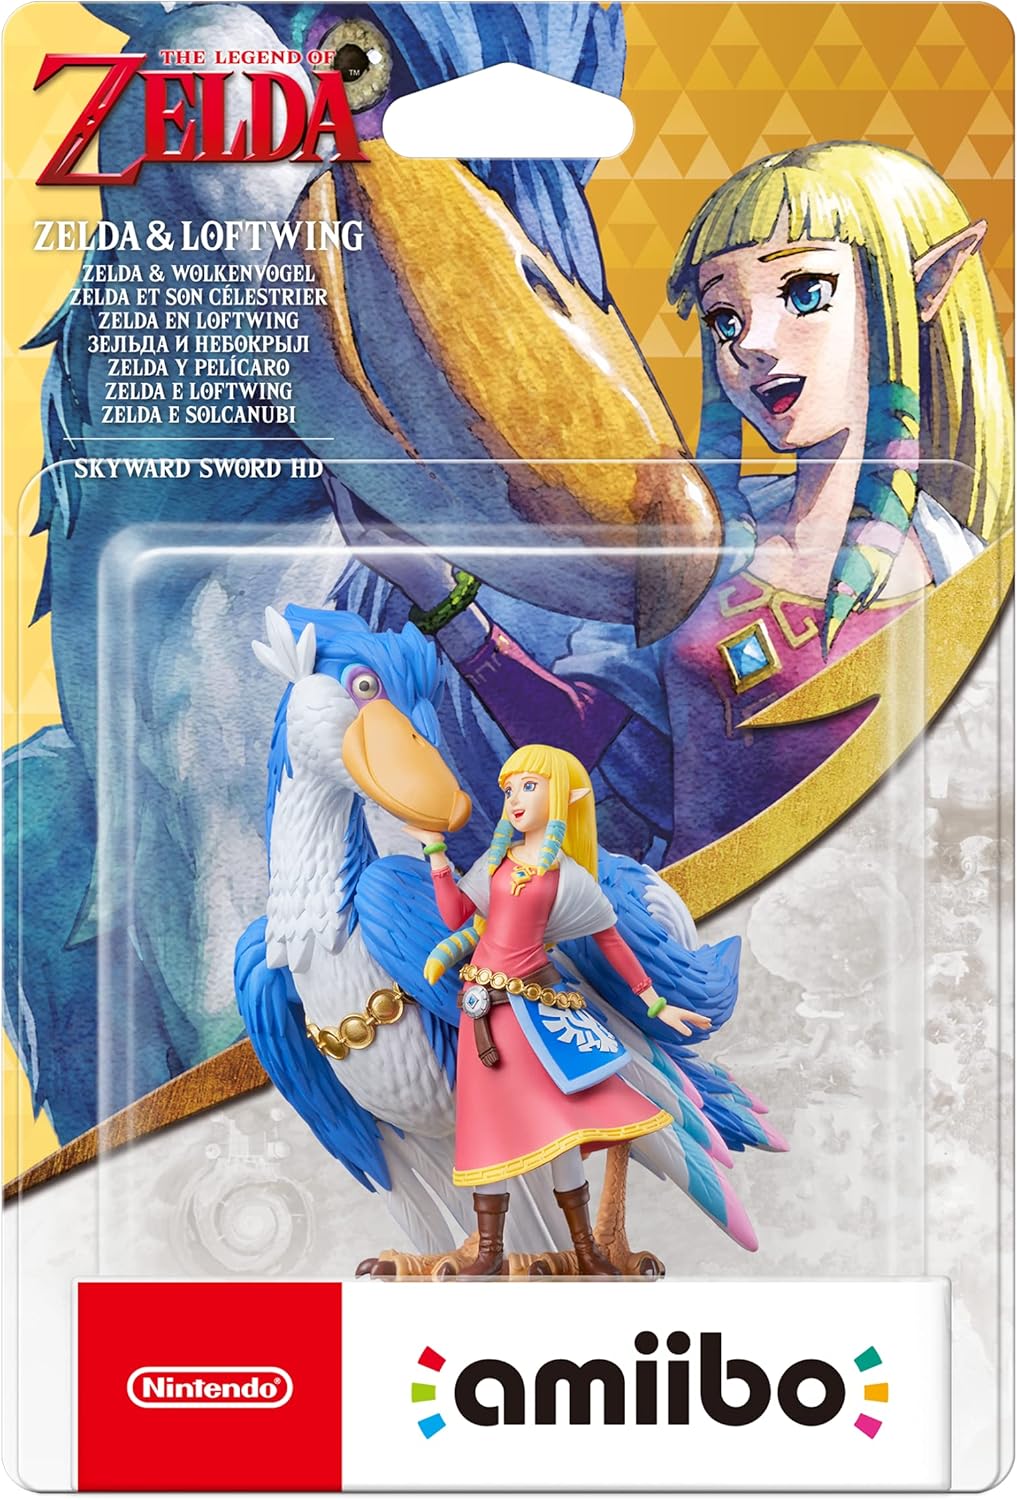 THE LEGEND OF
ZELDA™
ZELDA & LOFTWING
ZELDA & WOLKENVOGEL
ZELDA ET SON CÉLESTRIER
ZELDA EN LOFTWING
ЗЕЛЬДА И НЕБОКРЫЛ
ZELDA Y PELÍCARO
ZELDA E LOFTWING
ZELDA E SOLCANUBI
SKYWARD SWORD HD
Nintendo®
amiibo